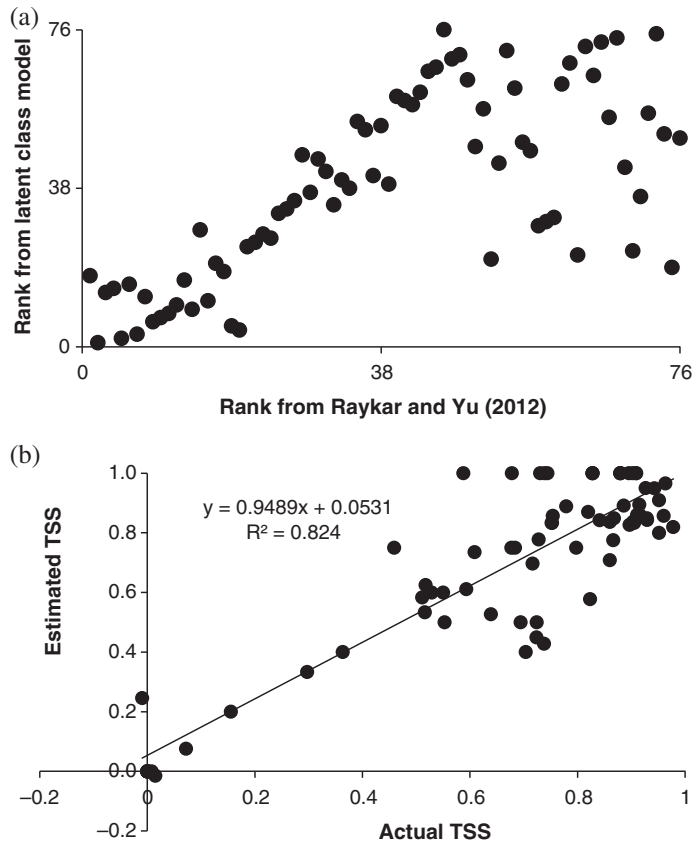 (a)
76
38
0
0
38
76
Rank from latent class model
Rank from Raykar and Yu (2012)
(b)
1.0
y = 0.9489x + 0.0531
R² = 0.824
0.8
0.6
0.4
0.2
0.0
–0.2
–0.2
0
0.2
0.4
0.6
0.8
1
Estimated TSS
Actual TSS